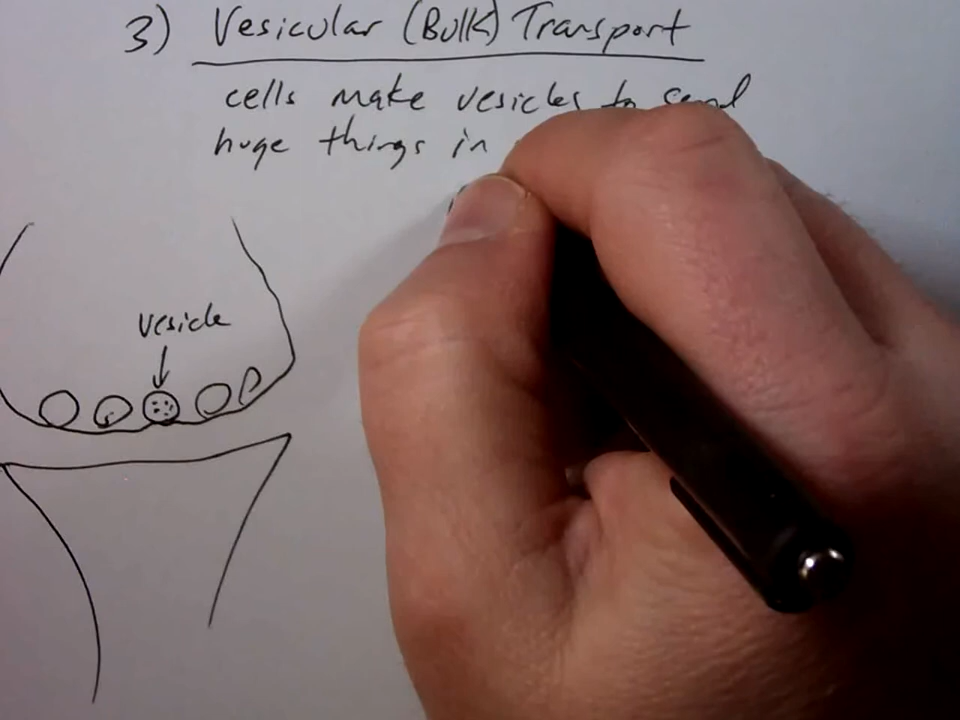 3) Vesicular (Bulk) Transport
cells make vesicles to send
huge things in
vesicle